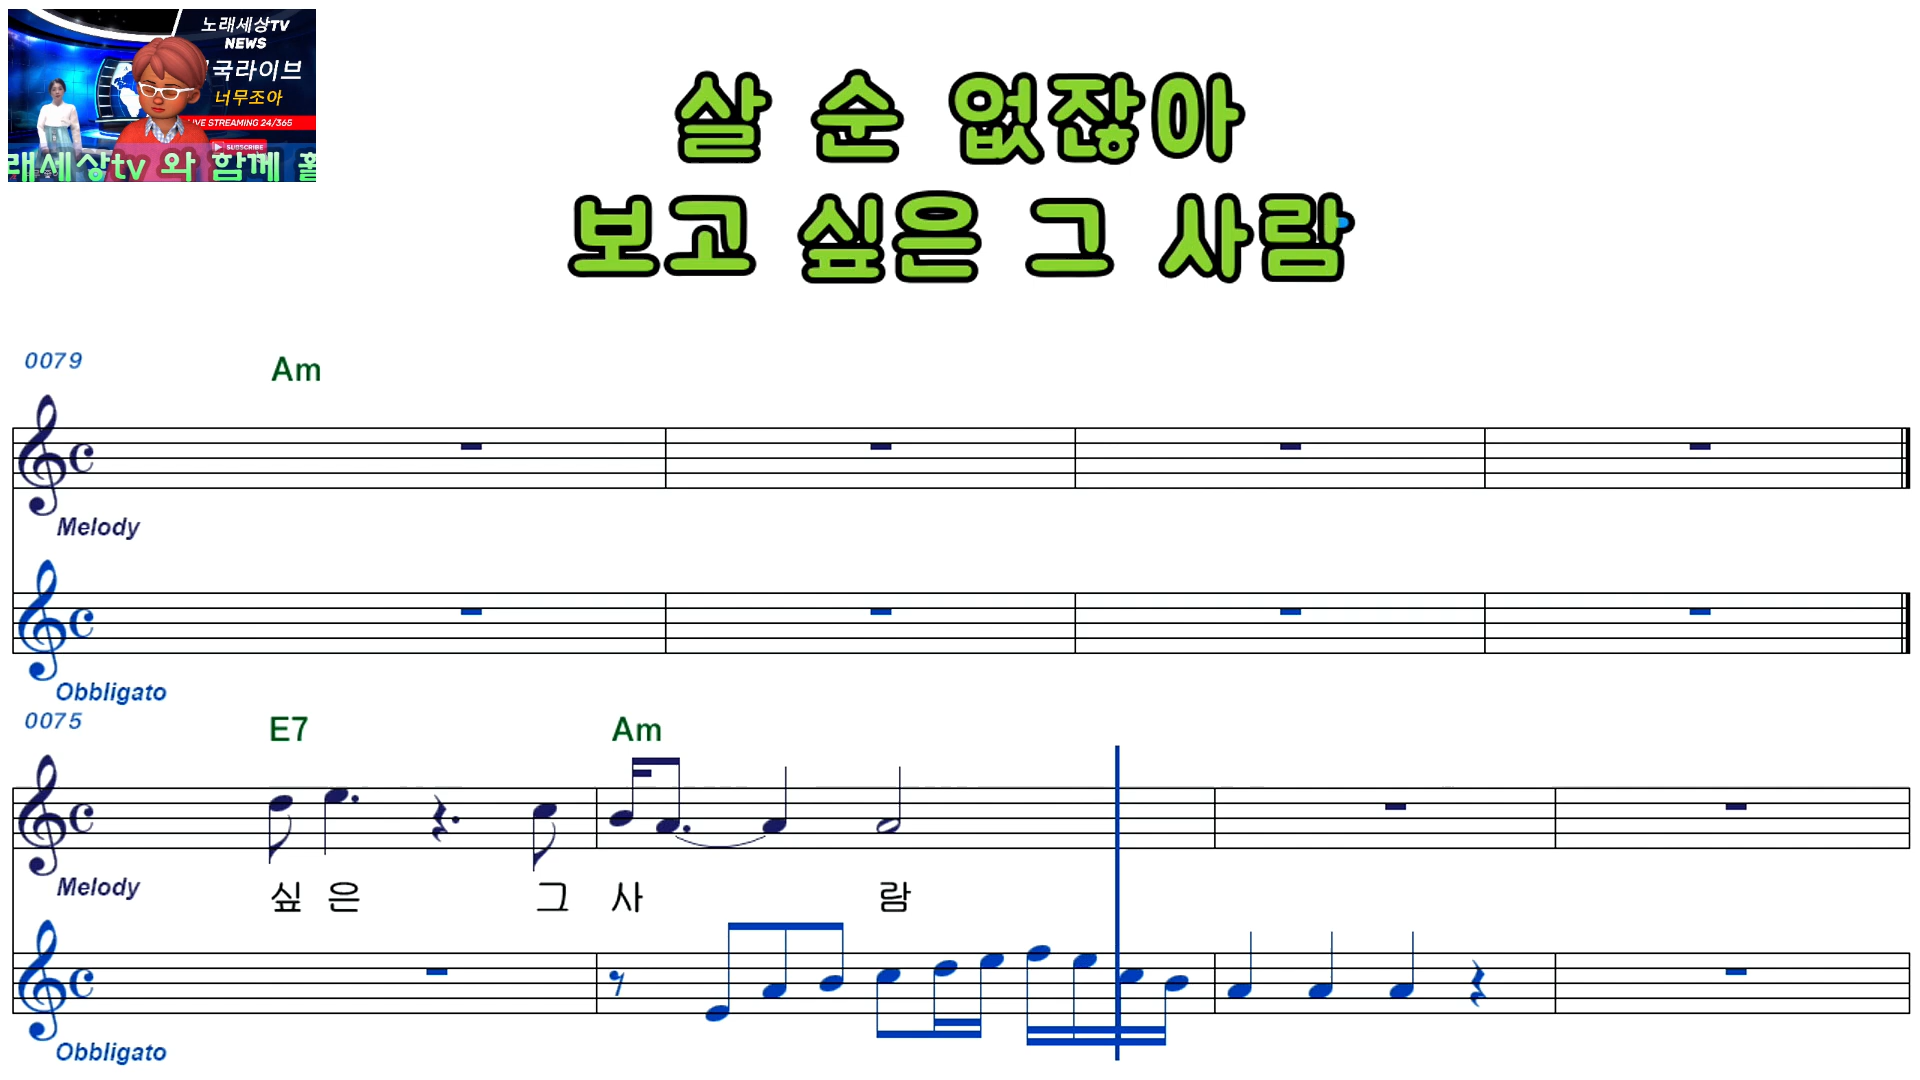 노래세상TV
NEWS
국라이브
너무조아
LIVE STREAMING 24/365
SUBSCRIBE
래세상tv 와 함께
살 순 없잖아
보고 싶은 그 사람
0079
Am
Melody
Obbligato
0075
E7 Am
Melody
싶 은 그 사 람
Obbligato